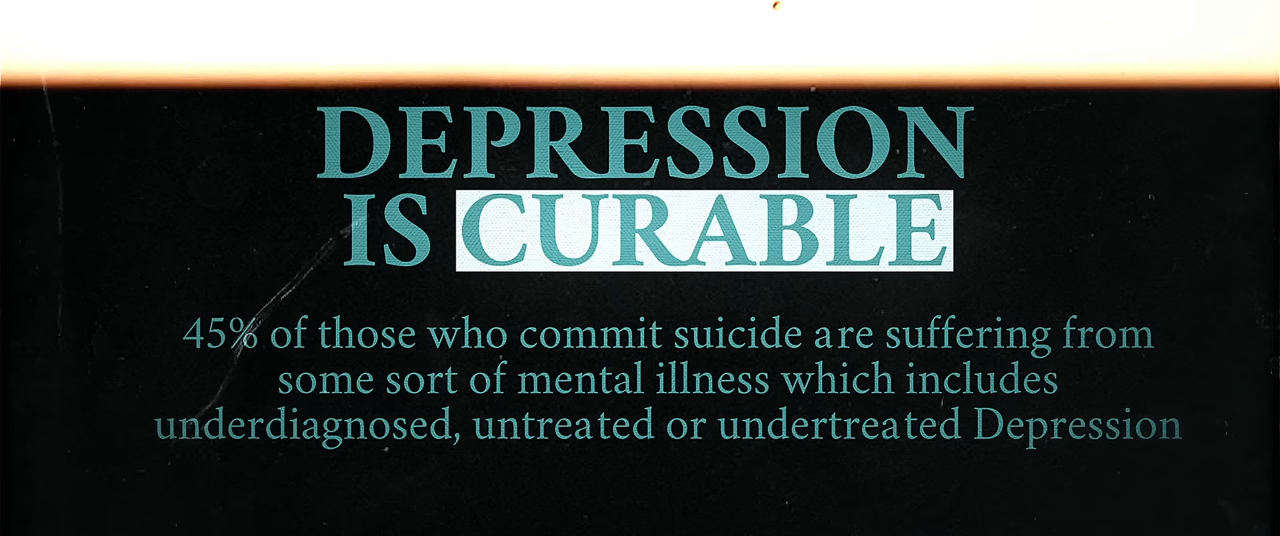 DEPRESSION
IS CURABLE
45% of those who commit suicide are suffering from
some sort of mental illness which includes
underdiagnosed, untreated or undertreated Depression